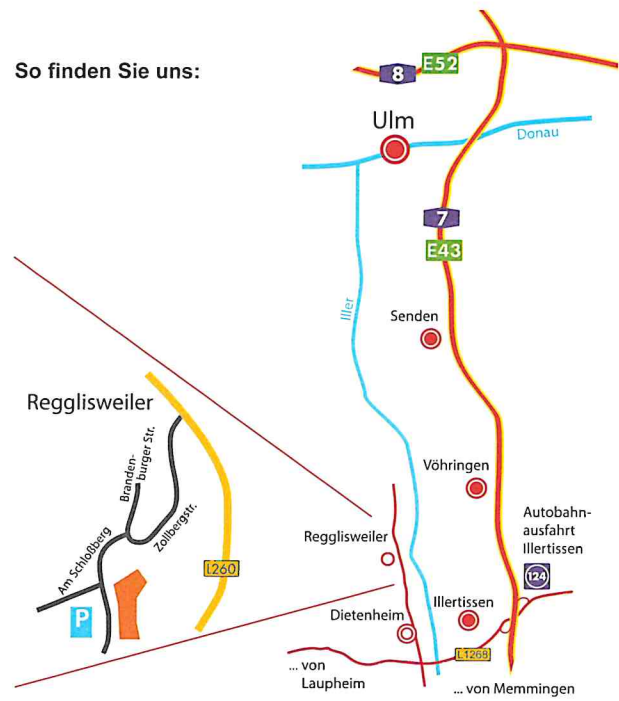 So finden Sie uns:
8
E52
Ulm
Donau
7
E43
Iller
Senden
Regglisweiler
Branden-
burger Str.
Zollbergstr.
Am Schloßberg
L260
P
Vöhringen
Autobahn-
ausfahrt
Illertissen
124
Regglisweiler
Illertissen
Dietenheim
L1268
... von
Laupheim
... von Memmingen